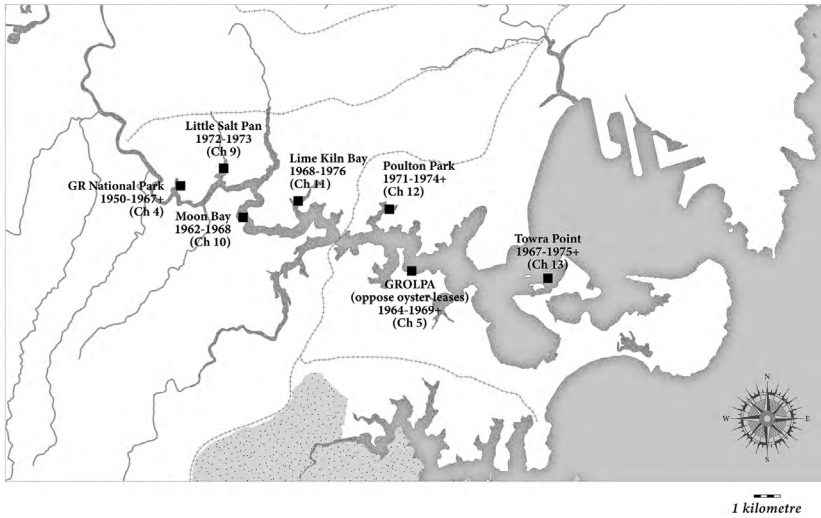 Little Salt Pan
1972-1973
(Ch 9)
Lime Kiln Bay
1968-1976
(Ch 11)
Poulton Park
1971-1974+
(Ch 12)
GR National Park
1950-1967+
(Ch 4)
Moon Bay
1962-1968
(Ch 10)
Towra Point
1967-1975+
(Ch 13)
GROLPA
(oppose oyster leases)
1964-1969+
(Ch 5)
N
W
E
S
1 kilometre